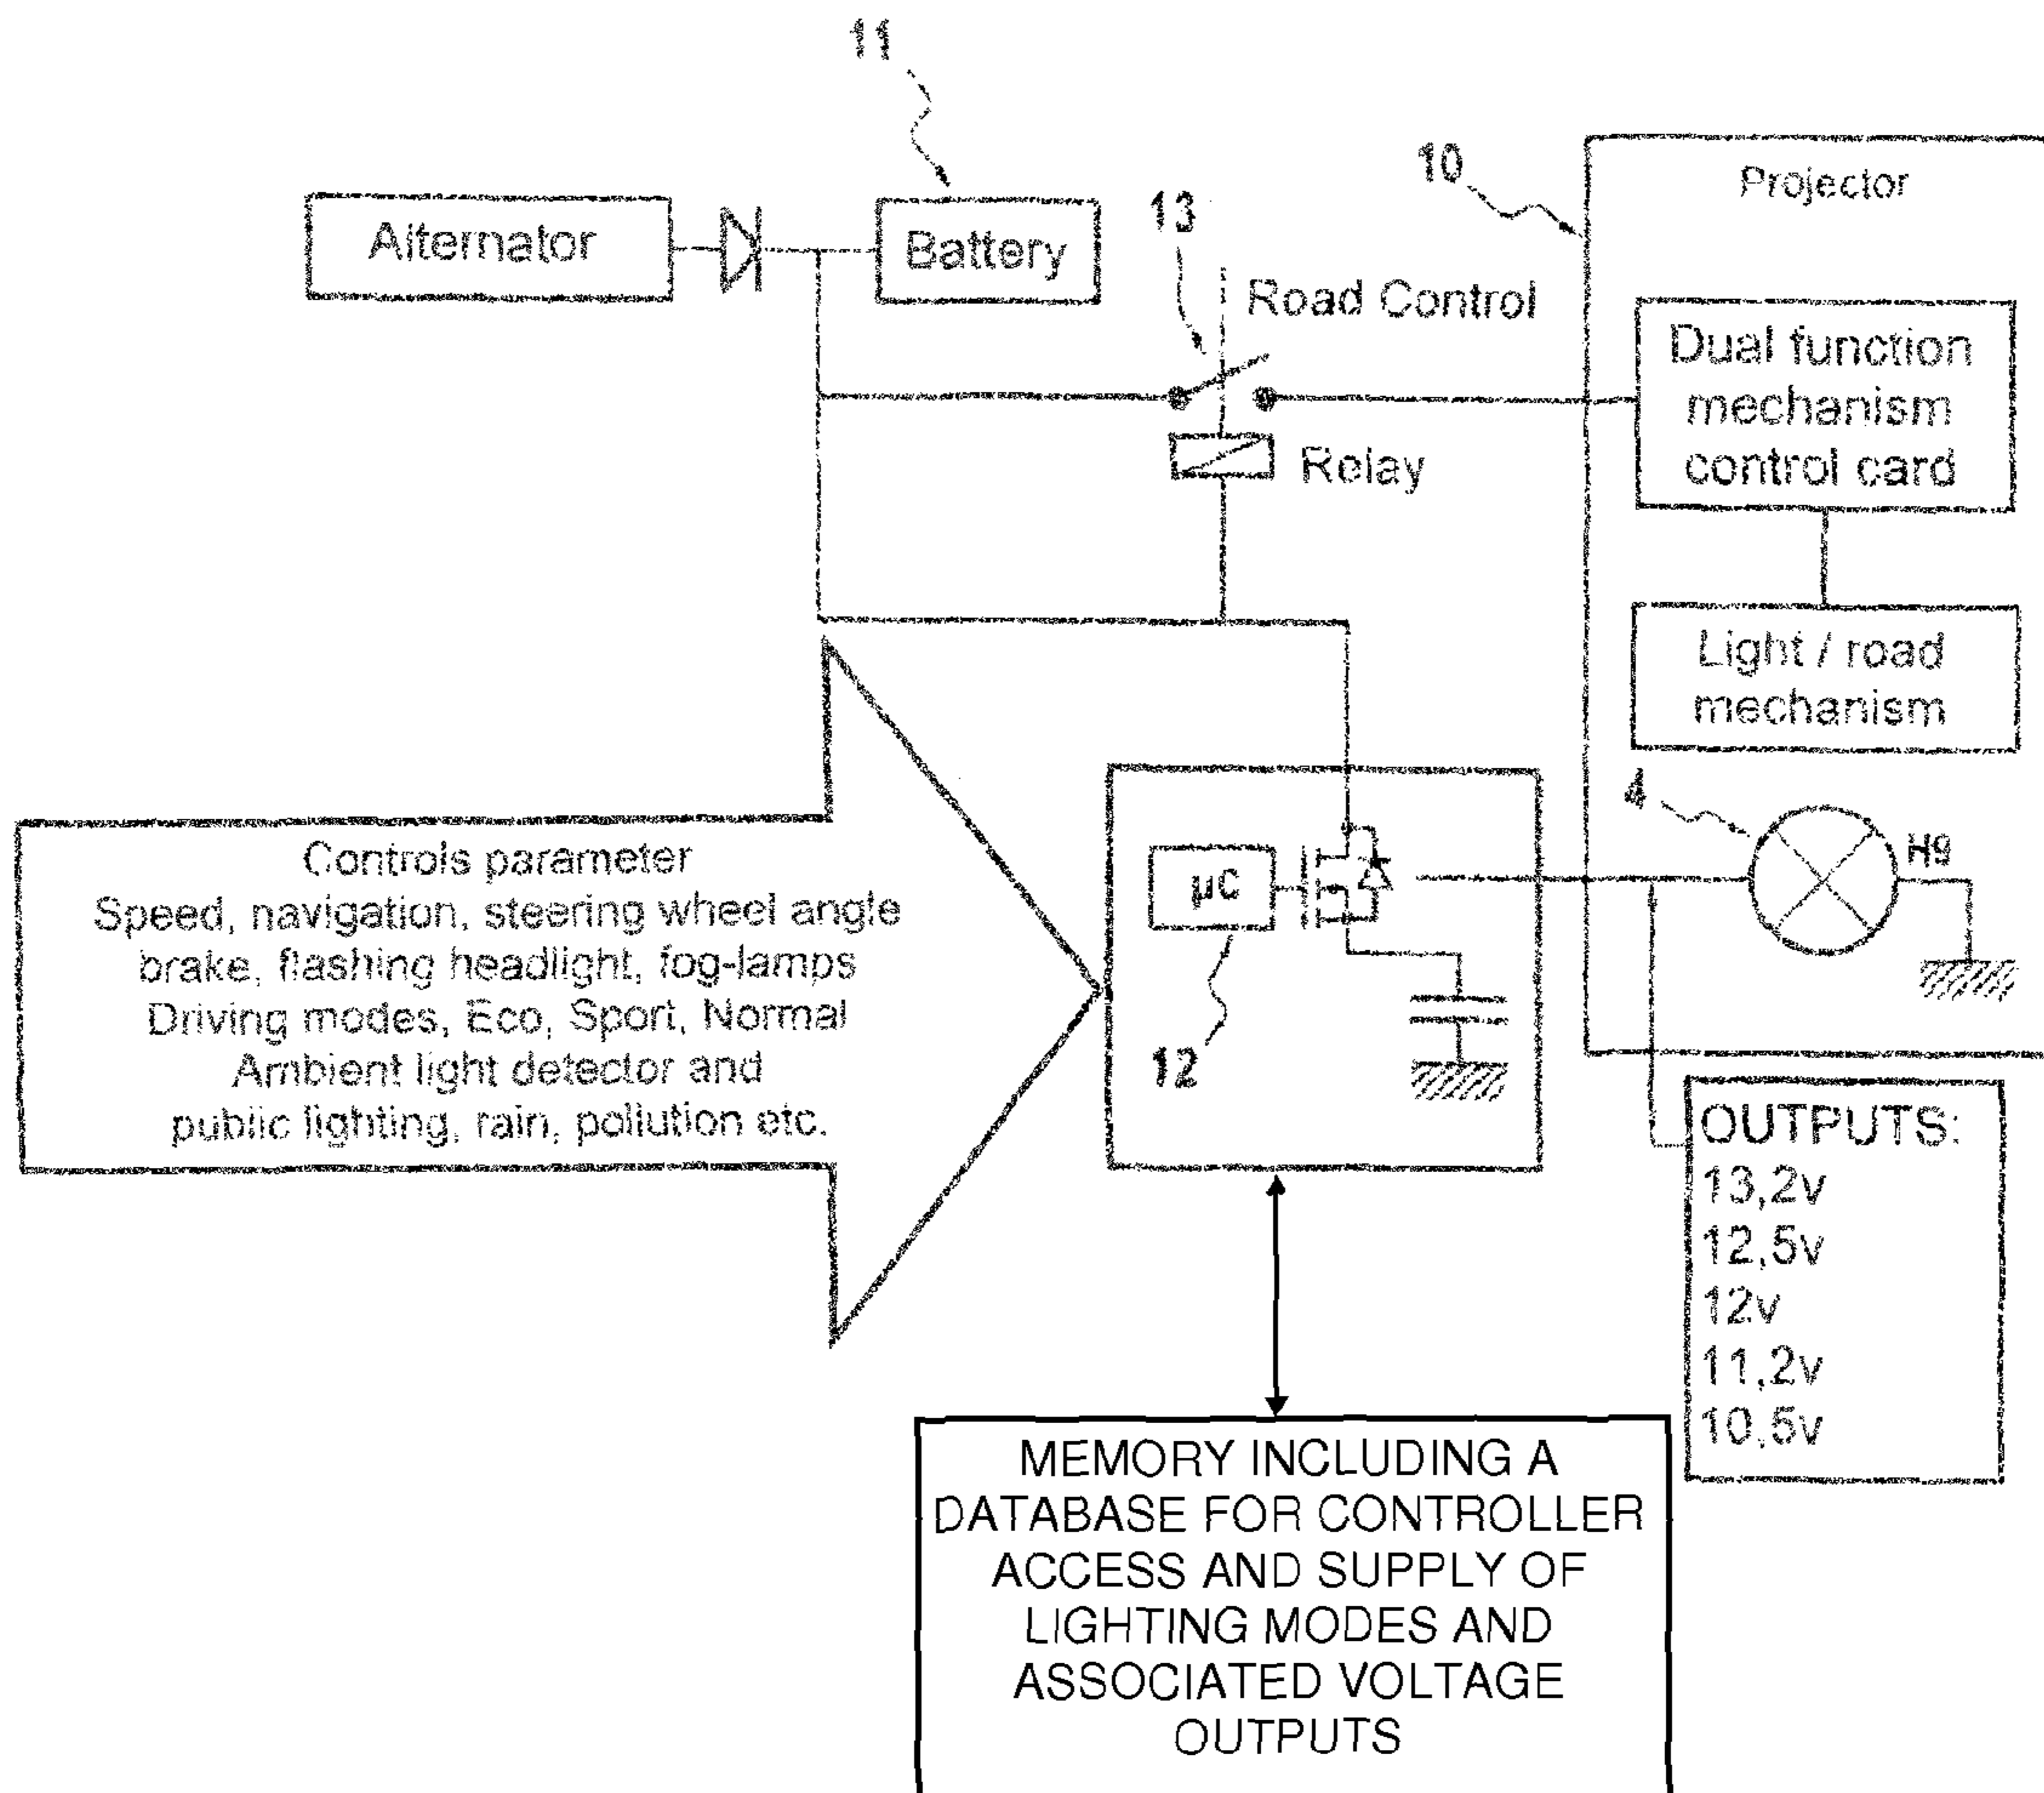 11
Alternator
Battery
13
Road Control
Relay
10
Projector
Dual function
mechanism
control card
Light / road
mechanism
4
H9
Controls parameter
Speed, navigation, steering wheel angle
brake, flashing headlight, fog-lamps
Driving modes, Eco, Sport, Normal
Ambient light detector and
public lighting, rain, pollution etc.
µC
12
OUTPUTS:
13,2v
12,5v
12v
11,2v
10,5v
MEMORY INCLUDING A
DATABASE FOR CONTROLLER
ACCESS AND SUPPLY OF
LIGHTING MODES AND
ASSOCIATED VOLTAGE
OUTPUTS